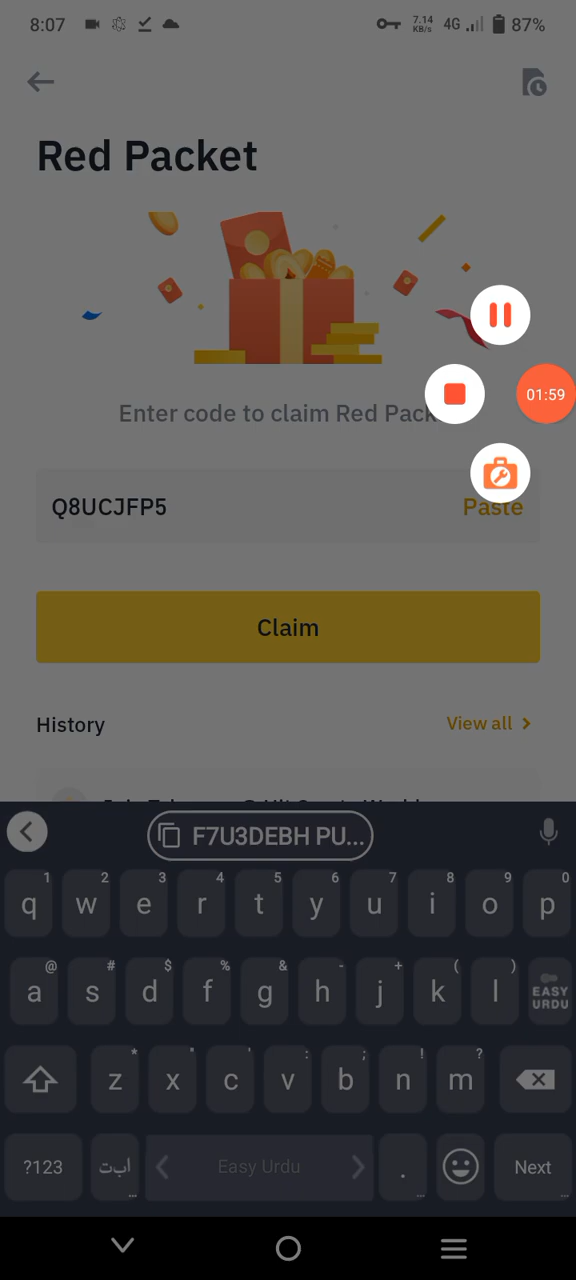 8:07 7.14 KB/s 4G 87%
Red Packet
Enter code to claim Red Pack
01:59
Q8UCJFP5 Paste
Claim
History View all >
F7U3DEBH PU...
1 2 3 4 5 6 7 8 9 0
q w e r t y u i o p
@ # $ % & - + ( )
a s d f g h j k l EASY URDU
* " ' : ; ! ?
z x c v b n m
?123 ا ب ت Easy Urdu . Next